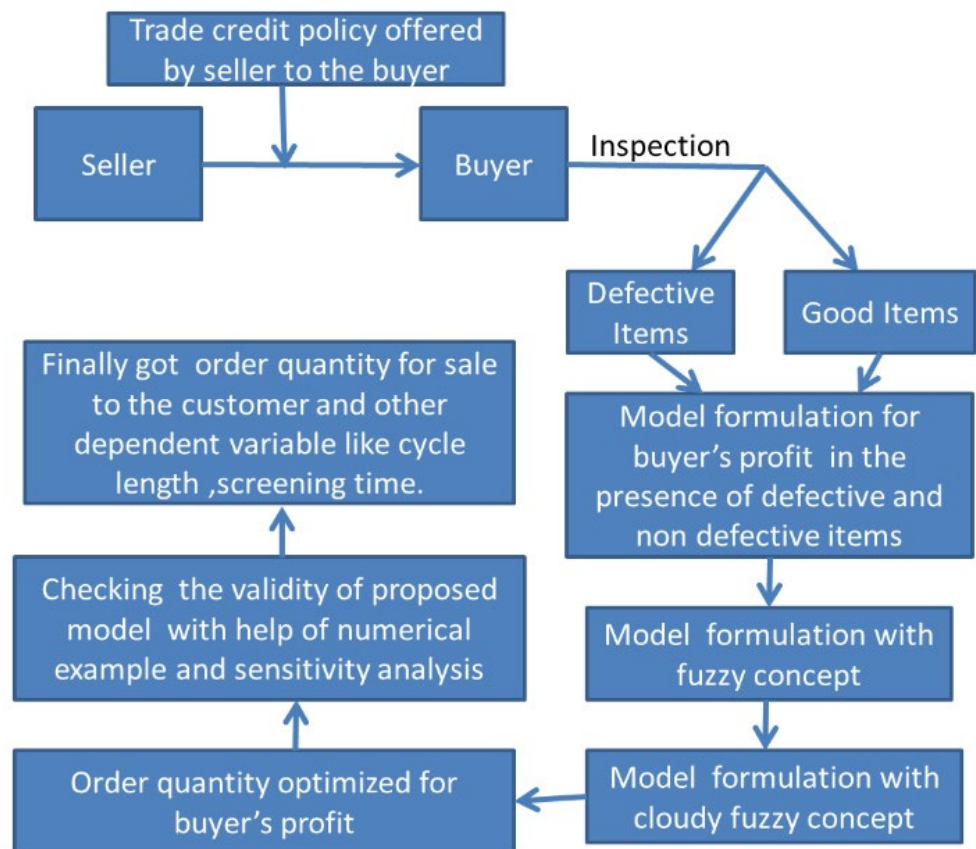 Trade credit policy offered
by seller to the buyer
Seller
Buyer
Inspection
Defective
Items
Good Items
Model formulation for
buyer’s profit in the
presence of defective and
non defective items
Model formulation with
fuzzy concept
Model formulation with
cloudy fuzzy concept
Order quantity optimized for
buyer’s profit
Checking the validity of proposed
model with help of numerical
example and sensitivity analysis
Finally got order quantity for sale
to the customer and other
dependent variable like cycle
length ,screening time.